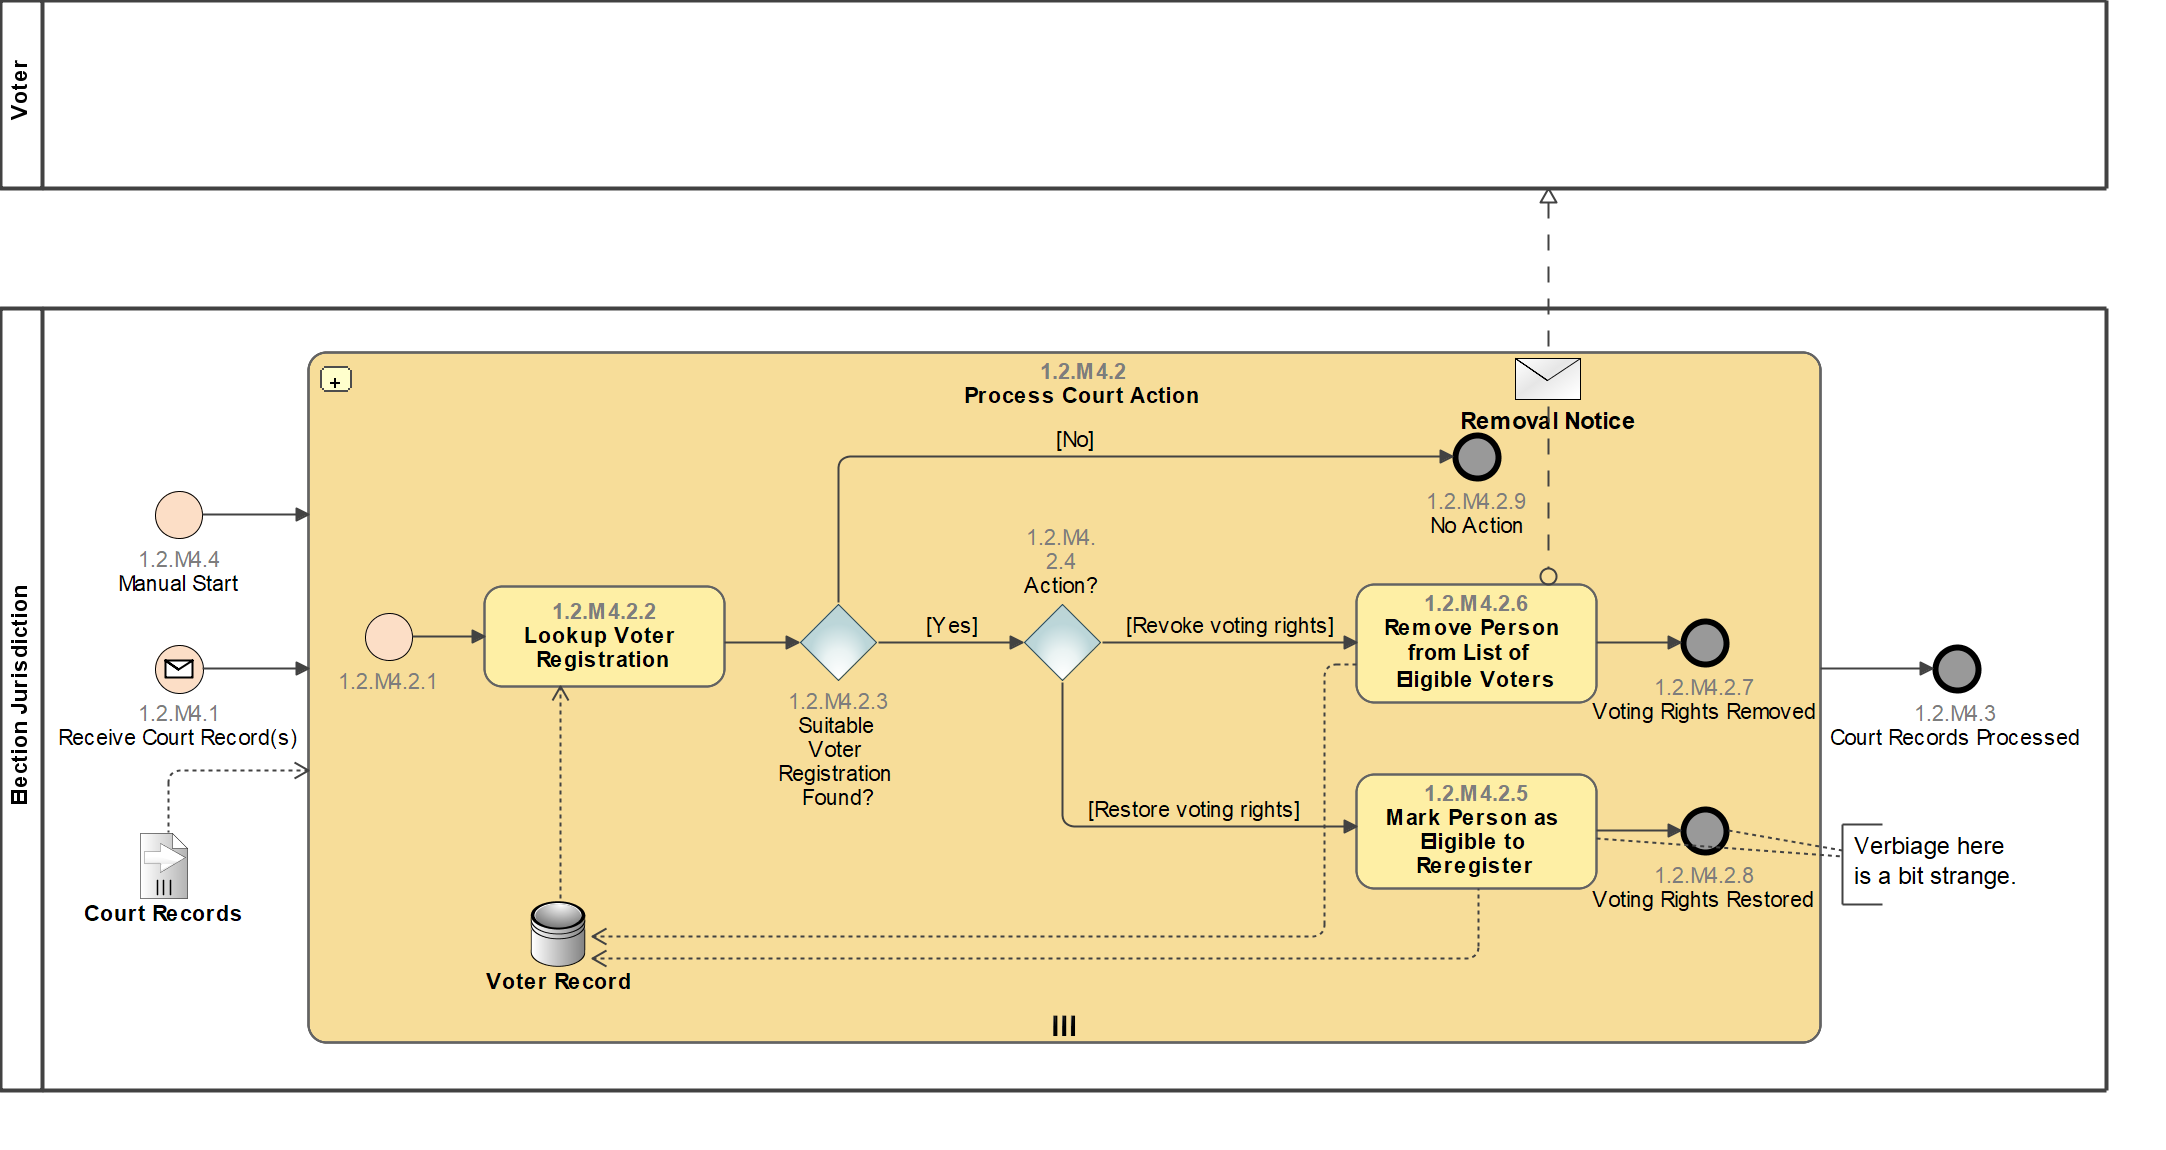 Voter
Election Jurisdiction
1.2.M4.2
Process Court Action
Removal Notice
[No]
1.2.M4.2.9
No Action
1.2.M4.4
Manual Start
1.2.M4.
2.4
Action?
1.2.M4.2.1
1.2.M4.2.2
Lookup Voter
Registration
[Yes]
[Revoke voting rights]
1.2.M4.2.6
Remove Person
from List of
Eligible Voters
1.2.M4.2.7
Voting Rights Removed
1.2.M4.1
Receive Court Record(s)
1.2.M4.2.3
Suitable
Voter
Registration
Found?
1.2.M4.3
Court Records Processed
[Restore voting rights]
1.2.M4.2.5
Mark Person as
Eligible to
Reregister
1.2.M4.2.8
Voting Rights Restored
Verbiage here
is a bit strange.
Court Records
Voter Record